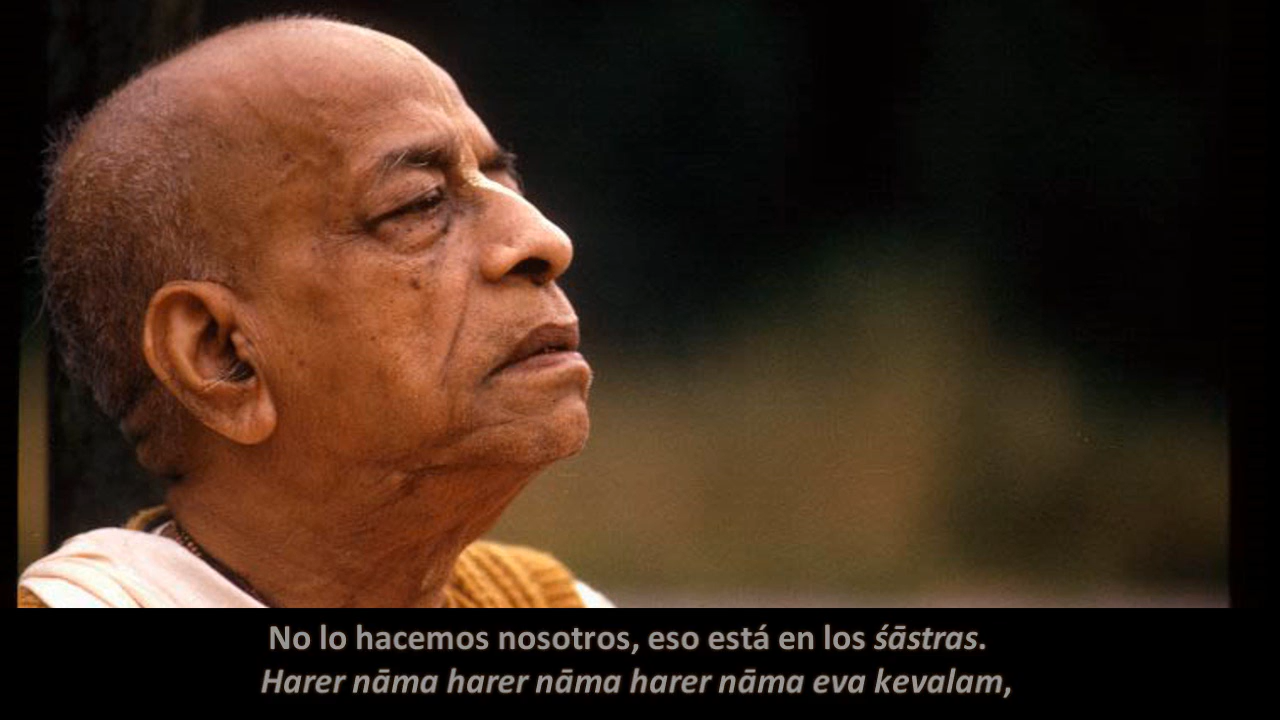 No lo hacemos nosotros, eso está en los śāstras.
Harer nāma harer nāma harer nāma eva kevalam,